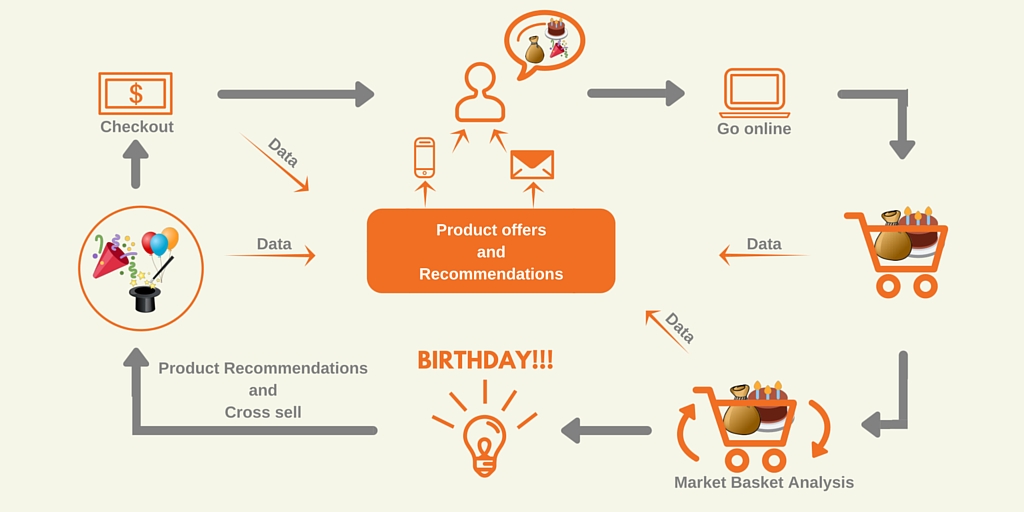 $
Checkout
Go online
Data
Product offers
and
Recommendations
Data
Data
Data
BIRTHDAY!!!
Product Recommendations
and
Cross sell
Market Basket Analysis